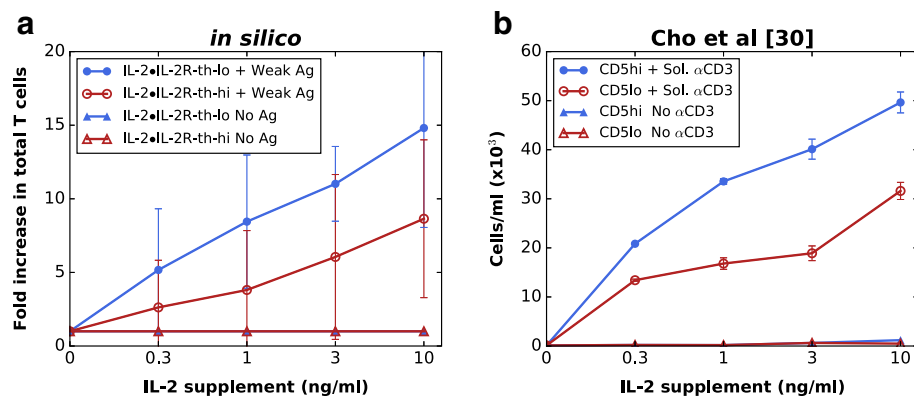 a
in silico
Fold increase in total T cells
20
15
10
5
0
IL-2•IL-2R-th-lo + Weak Ag
IL-2•IL-2R-th-hi + Weak Ag
IL-2•IL-2R-th-lo No Ag
IL-2•IL-2R-th-hi No Ag
0 0.3 1 3 10
IL-2 supplement (ng/ml)
b
Cho et al [30]
Cells/ml (x10³)
60
50
40
30
20
10
0
CD5hi + Sol. αCD3
CD5lo + Sol. αCD3
CD5hi No αCD3
CD5lo No αCD3
0 0.3 1 3 10
IL-2 supplement (ng/ml)